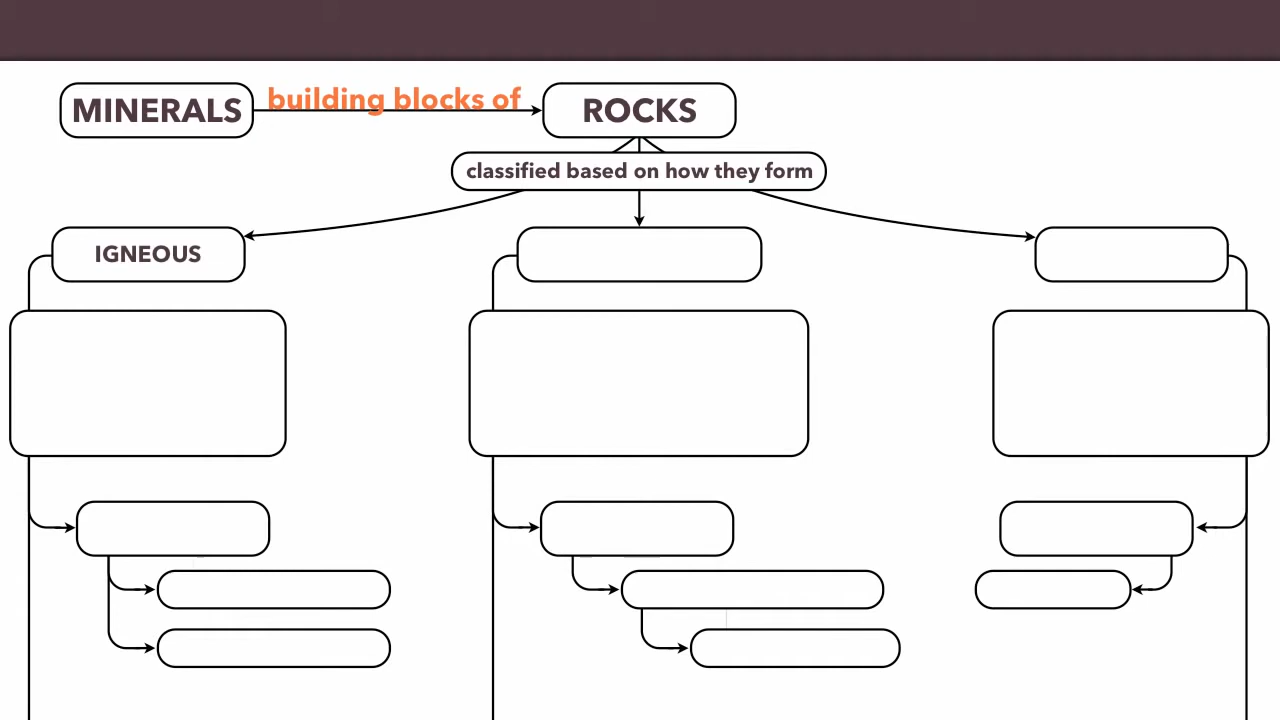 MINERALS
building blocks of
ROCKS
classified based on how they form
IGNEOUS